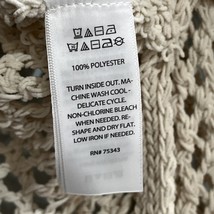 100% POLYESTER
TURN INSIDE OUT. MA-
CHINE WASH COOL -
DELICATE CYCLE.
NON-CHLORINE BLEACH
WHEN NEEDED. RE-
SHAPE AND DRY FLAT.
LOW IRON IF NEEDED.
RN# 75343